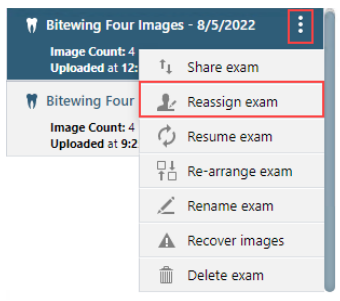 Bitewing Four Images - 8/5/2022
Image Count: 4
Uploaded at 12:
Share exam
Bitewing Four
Reassign exam
Image Count: 4
Uploaded at 9:2
Resume exam
Re-arrange exam
Rename exam
Recover images
Delete exam